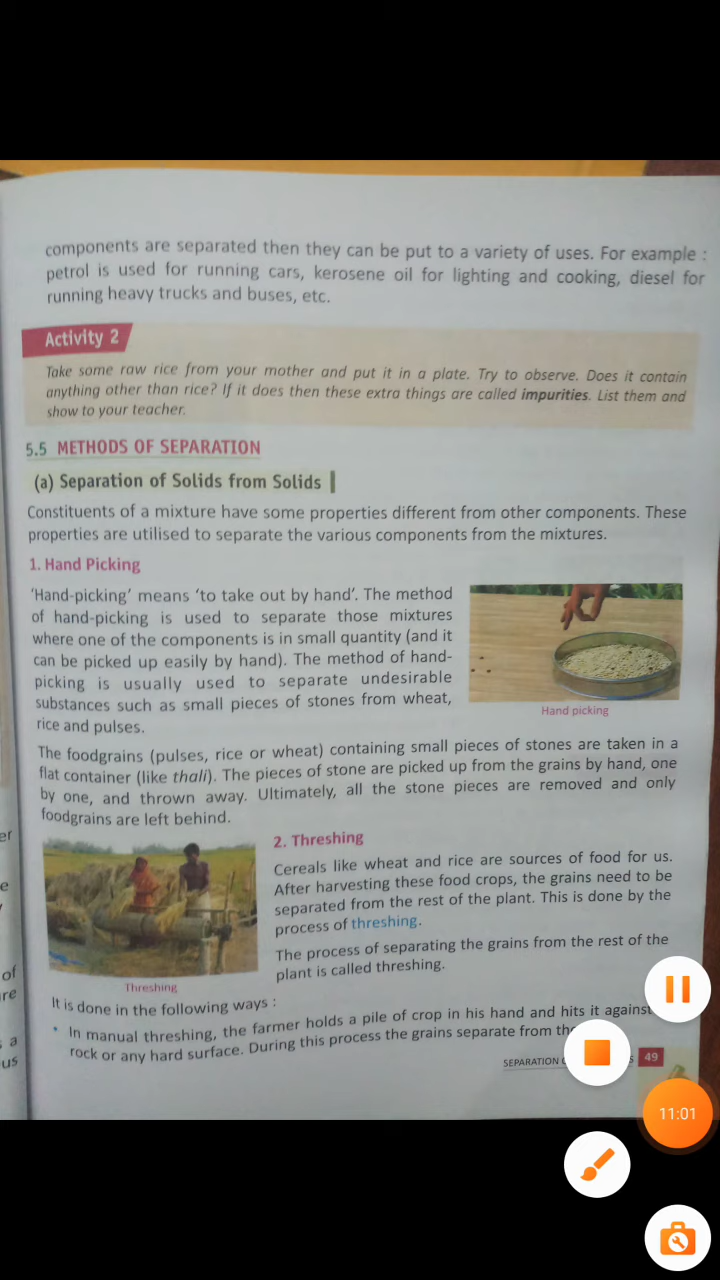 components are separated then they can be put to a variety of uses. For example :
petrol is used for running cars, kerosene oil for lighting and cooking, diesel for
running heavy trucks and buses, etc.
Activity 2
Take some raw rice from your mother and put it in a plate. Try to observe. Does it contain
anything other than rice? If it does then these extra things are called impurities. List them and
show to your teacher.
5.5 METHODS OF SEPARATION
(a) Separation of Solids from Solids
Constituents of a mixture have some properties different from other components. These
properties are utilised to separate the various components from the mixtures.
1. Hand Picking
'Hand-picking' means 'to take out by hand'. The method
of hand-picking is used to separate those mixtures
where one of the components is in small quantity (and it
can be picked up easily by hand). The method of hand-
picking is usually used to separate undesirable
substances such as small pieces of stones from wheat,
rice and pulses.
Hand picking
The foodgrains (pulses, rice or wheat) containing small pieces of stones are taken in a
flat container (like thali). The pieces of stone are picked up from the grains by hand, one
by one, and thrown away. Ultimately, all the stone pieces are removed and only
foodgrains are left behind.
2. Threshing
Cereals like wheat and rice are sources of food for us.
After harvesting these food crops, the grains need to be
separated from the rest of the plant. This is done by the
process of threshing.
The process of separating the grains from the rest of the
plant is called threshing.
Threshing
It is done in the following ways :
• In manual threshing, the farmer holds a pile of crop in his hand and hits it against
rock or any hard surface. During this process the grains separate from
SEPARATION
49
er
e
of
re
a
us
11:01